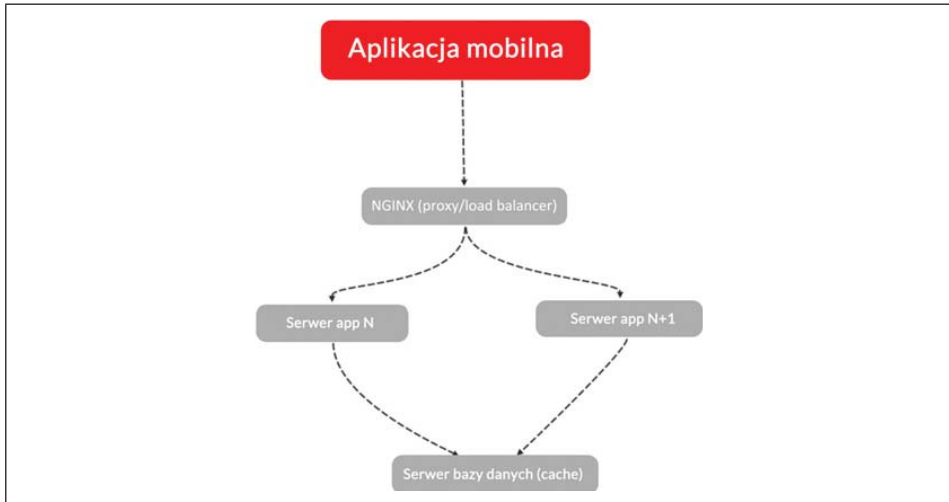 Aplikacja mobilna
NGINX (proxy/load balancer)
Serwer app N
Serwer app N+1
Serwer bazy danych (cache)